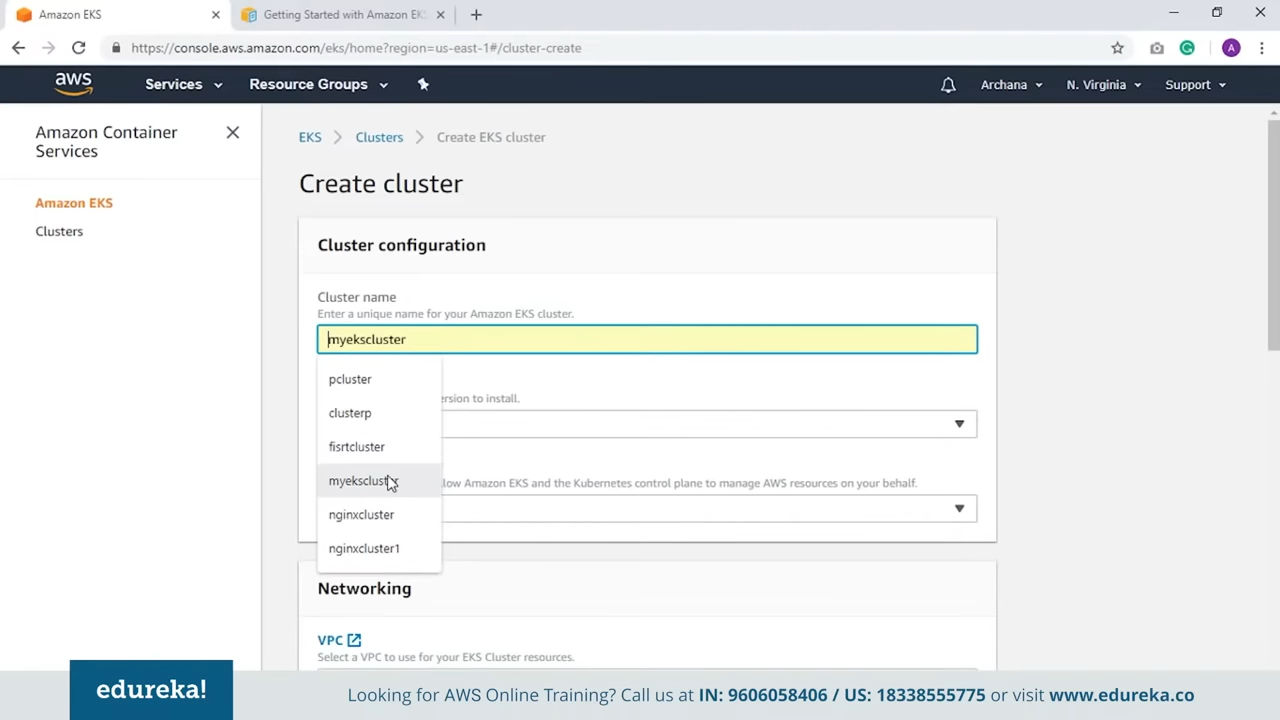 Amazon EKS
Getting Started with Amazon EKS
https://console.aws.amazon.com/eks/home?region=us-east-1#/cluster-create
A
aws
Services
Resource Groups
Archana
N. Virginia
Support
Amazon Container
Services
Amazon EKS
Clusters
EKS
Clusters
Create EKS cluster
Create cluster
Cluster configuration
Cluster name
Enter a unique name for your Amazon EKS cluster.
myekscluster
pcluster
clusterp
fisrtcluster
myekscluster
nginxcluster
nginxcluster1
version to install.
allow Amazon EKS and the Kubernetes control plane to manage AWS resources on your behalf.
Networking
VPC
Select a VPC to use for your EKS Cluster resources.
edureka!
Looking for AWS Online Training? Call us at IN: 9606058406 / US: 18338555775 or visit www.edureka.co